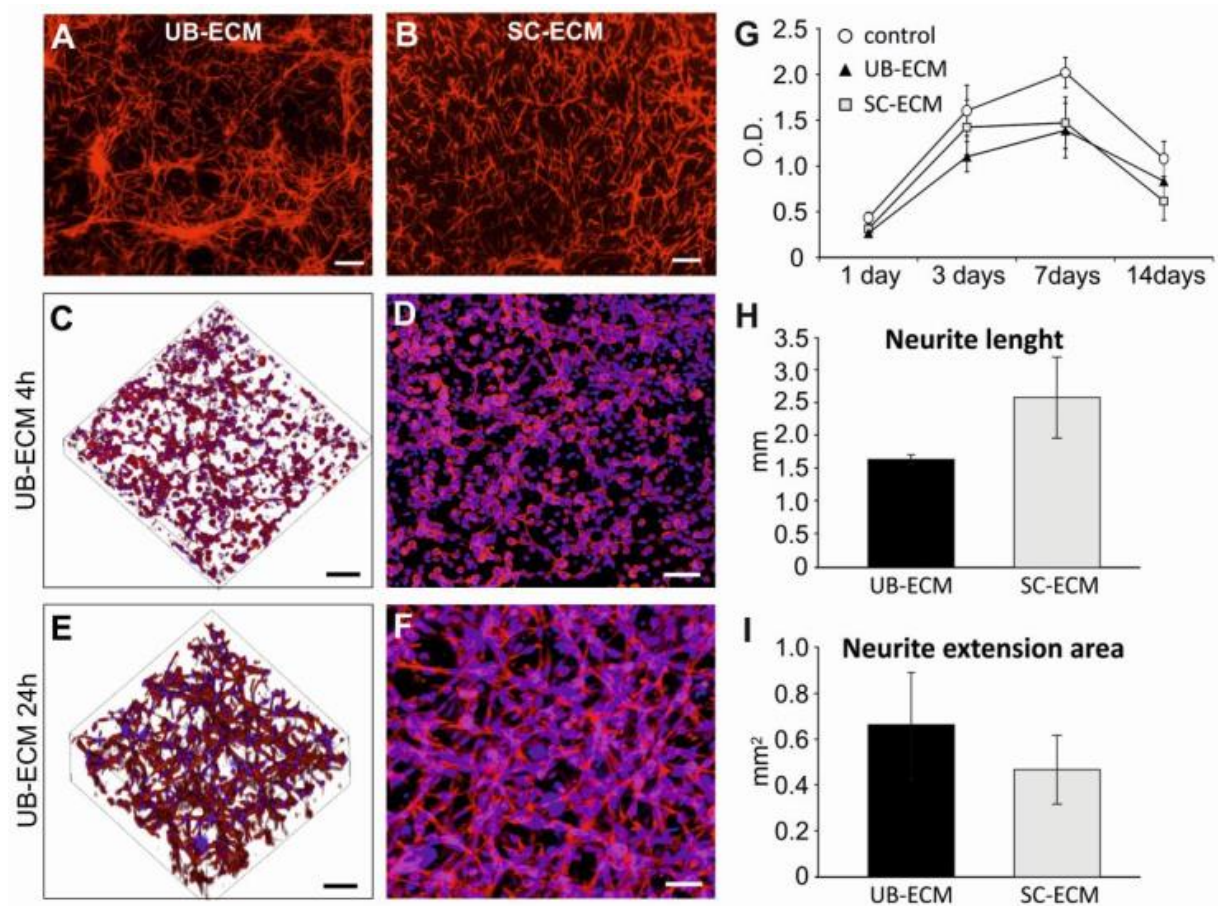 A
UB-ECM
B
SC-ECM
C
D
UB-ECM 4h
E
F
UB-ECM 24h
G
control
UB-ECM
SC-ECM
O.D.
2.5
2.0
1.5
1.0
0.5
0
1 day
3 days
7days
14days
H
Neurite lenght
mm
3.5
3.0
2.5
2.0
1.5
1.0
0.5
0
UB-ECM
SC-ECM
I
Neurite extension area
mm²
1.0
0.8
0.6
0.4
0.2
0
UB-ECM
SC-ECM